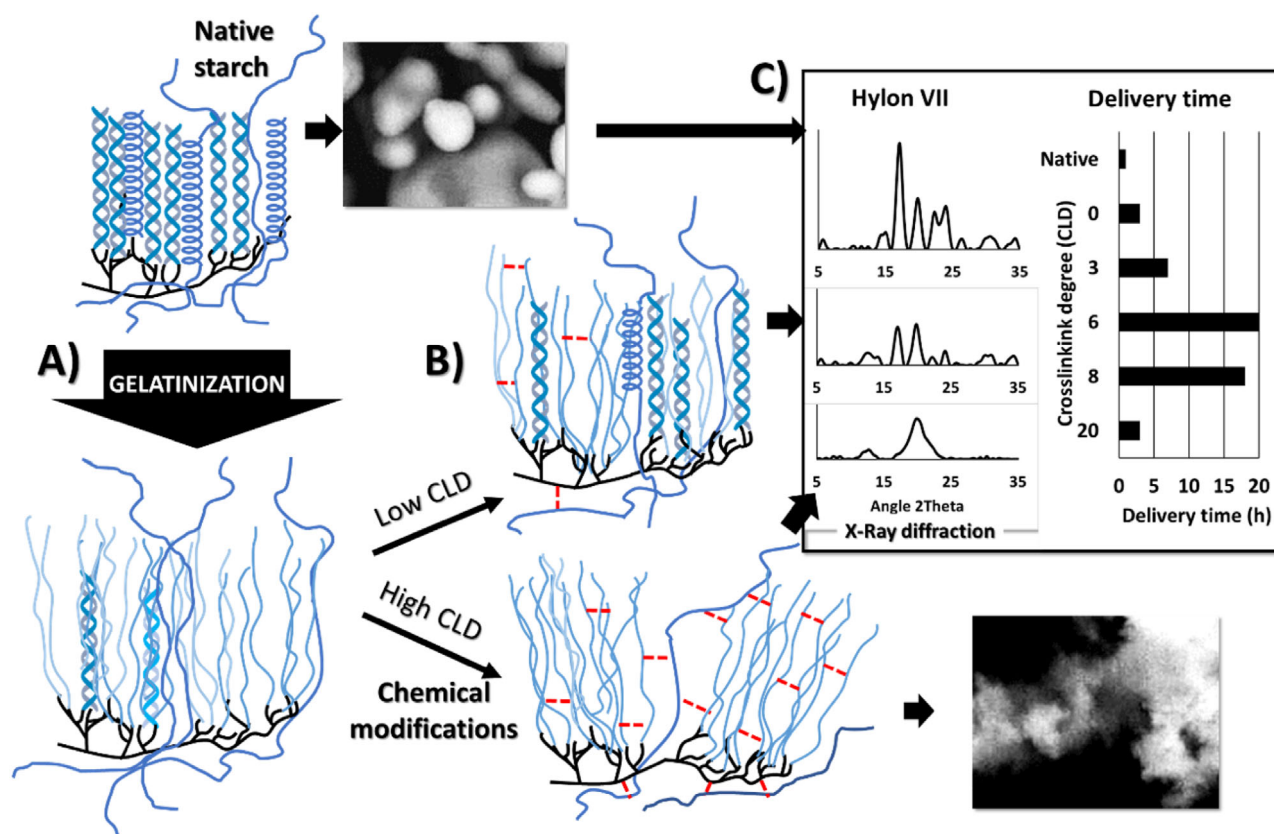 Native
starch
A)
GELATINIZATION
B)
Low CLD
High CLD
Chemical
modifications
C)
Hylon VII
5 15 25 35
5 15 25 35
5 15 25 35
Angle 2Theta
X-Ray diffraction
Delivery time
Crosslinkink degree (CLD)
Native
0
3
6
8
20
0 5 10 15 20
Delivery time (h)